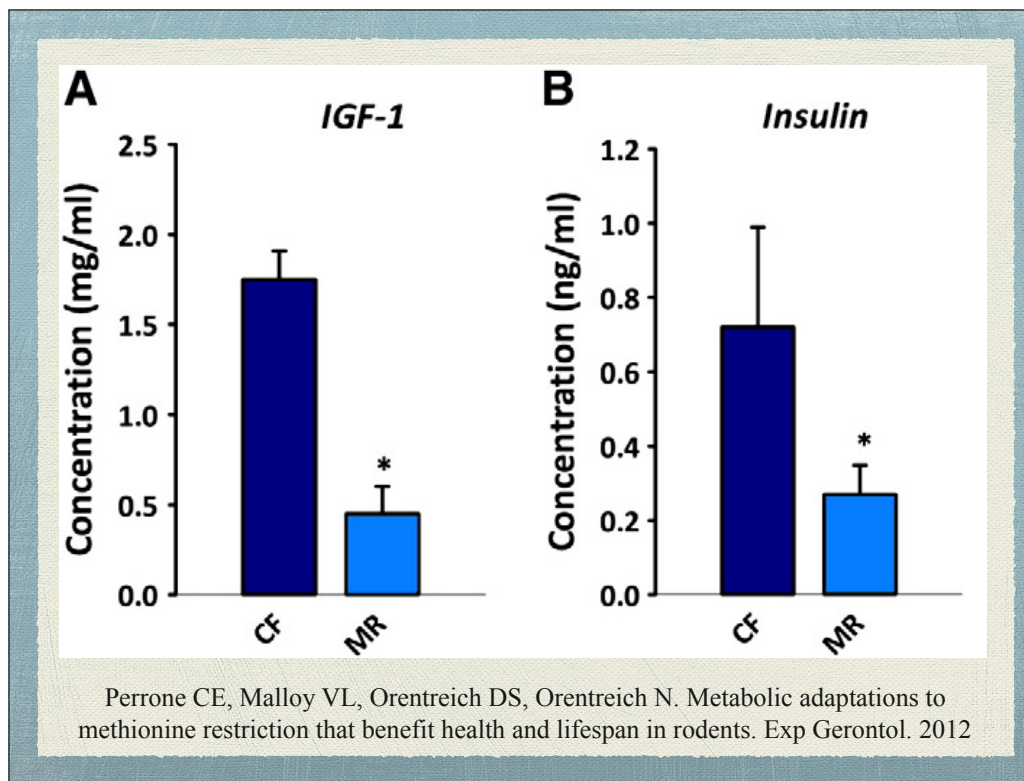 A
IGF-1
Concentration (mg/ml)
2.5
2.0
1.5
1.0
0.5
0.0
*
CF
MR
B
Insulin
Concentration (ng/ml)
1.2
1.0
0.8
0.6
0.4
0.2
0.0
*
CF
MR
Perrone CE, Malloy VL, Orentreich DS, Orentreich N. Metabolic adaptations to
methionine restriction that benefit health and lifespan in rodents. Exp Gerontol. 2012